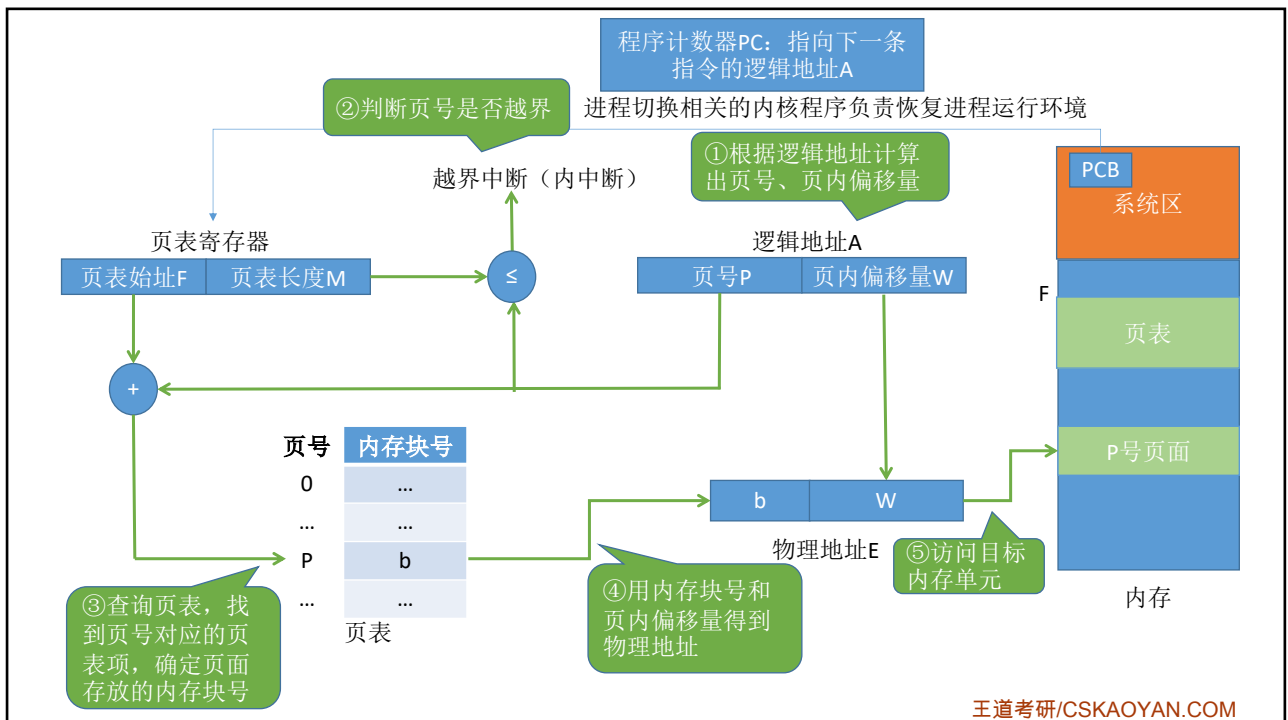 程序计数器PC：指向下一条
指令的逻辑地址A
②判断页号是否越界
进程切换相关的内核程序负责恢复进程运行环境
①根据逻辑地址计算
出页号、页内偏移量
PCB
系统区
越界中断（内中断）
页表寄存器
逻辑地址A
页表始址F
页表长度M
≤
页号P
页内偏移量W
F
页表
+
页号
内存块号
P号页面
0
…
…
…
b
W
P
b
物理地址E
⑤访问目标
内存单元
…
…
③查询页表，找
到页号对应的页
表项，确定页面
存放的内存块号
④用内存块号和
页内偏移量得到
物理地址
内存
页表
王道考研/CSKAOYAN.COM